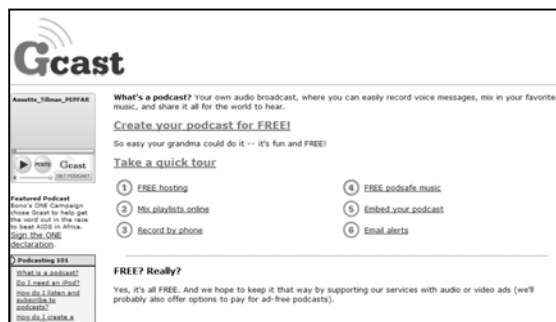 Gcast
Annette_Tillman_PEPFAR
POSTS Gcast
GET PODCAST
Featured Podcast
Bono's ONE Campaign
chose Gcast to help get
the word out in the race
to beat AIDS in Africa.
Sign the ONE
declaration.
Podcasting 101
What is a podcast?
Do I need an iPod?
How do I listen and
subscribe to
podcasts?
How do I create a
What's a podcast? Your own audio broadcast, where you can easily record voice messages, mix in your favorite
music, and share it all for the world to hear.
Create your podcast for FREE!
So easy your grandma could do it -- it's fun and FREE!
Take a quick tour
1 FREE hosting
2 Mix playlists online
3 Record by phone
4 FREE podsafe music
5 Embed your podcast
6 Email alerts
FREE? Really?
Yes, it's all FREE. And we hope to keep it that way by supporting our services with audio or video ads (we'll
probably also offer options to pay for ad-free podcasts).